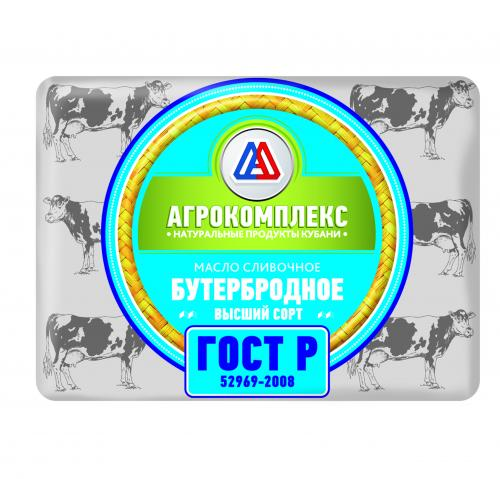 АГРОКОМПЛЕКС
• НАТУРАЛЬНЫЕ ПРОДУКТЫ КУБАНИ •
МАСЛО СЛИВОЧНОЕ
БУТЕРБРОДНОЕ
ВЫСШИЙ СОРТ
ГОСТ Р
52969-2008